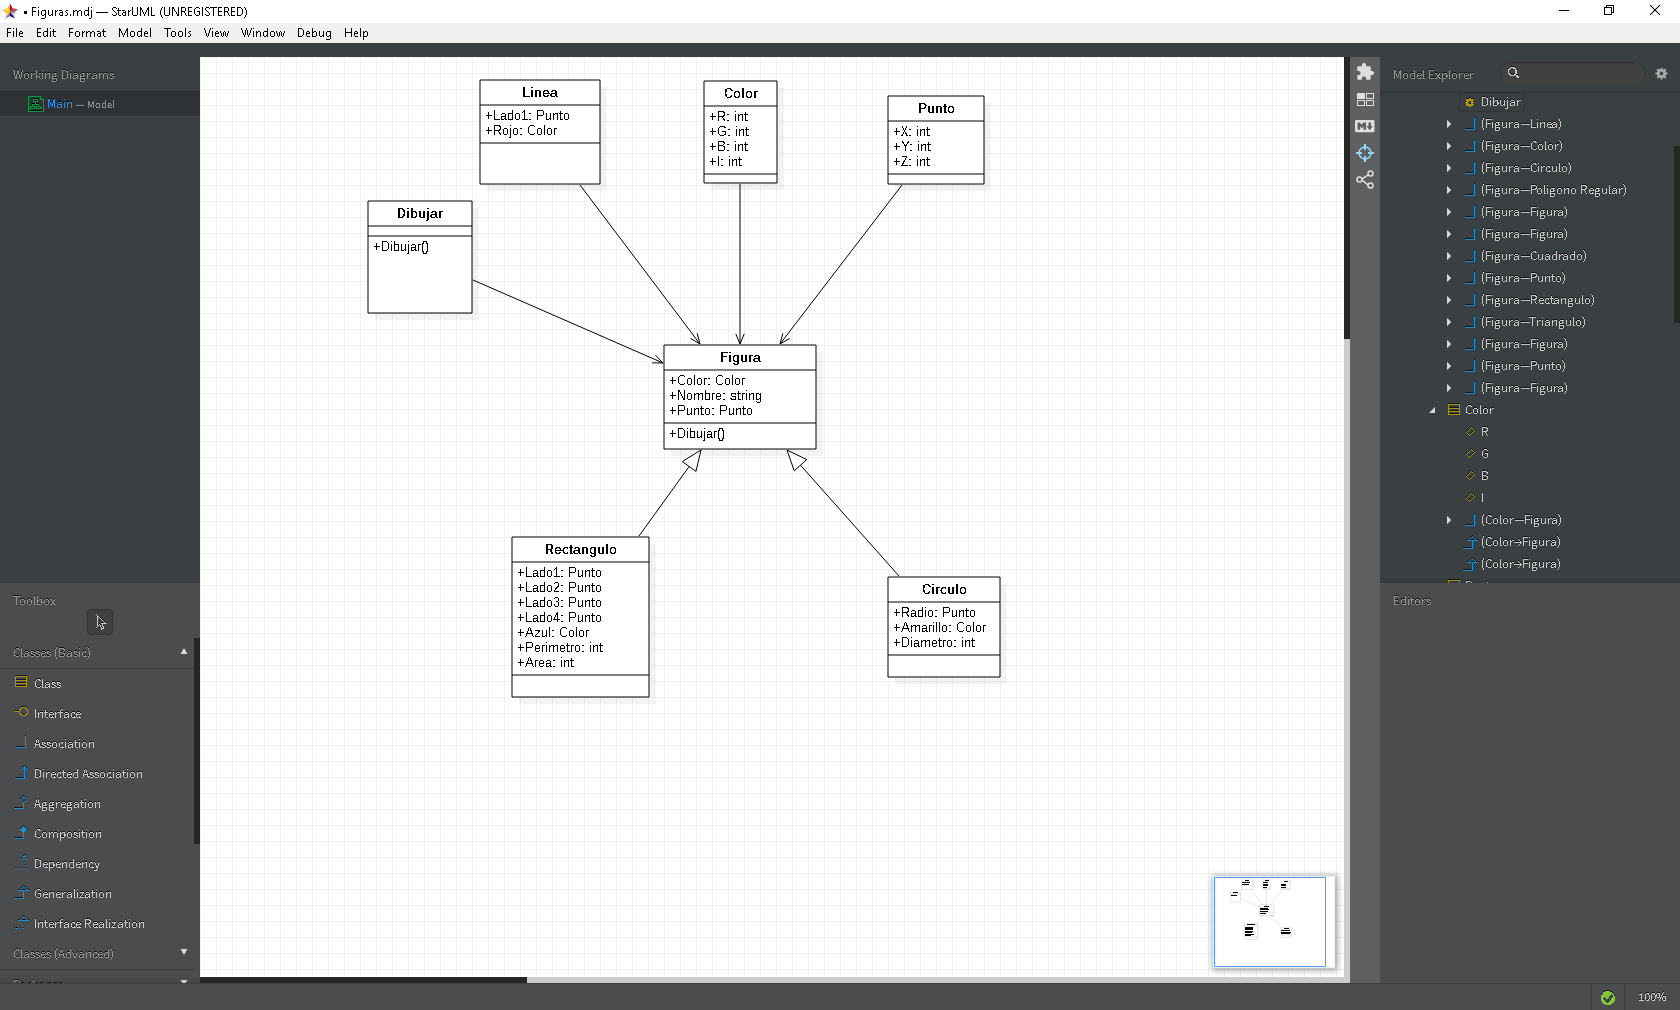 • Figuras.mdj — StarUML (UNREGISTERED)
File Edit Format Model Tools View Window Debug Help
Working Diagrams
Main — Model
Toolbox
Classes (Basic)
Class
Interface
Association
Directed Association
Aggregation
Composition
Dependency
Generalization
Interface Realization
Classes (Advanced)
Linea
+Lado1: Punto
+Rojo: Color
Color
+R: int
+G: int
+B: int
+I: int
Punto
+X: int
+Y: int
+Z: int
Dibujar
+Dibujar()
Figura
+Color: Color
+Nombre: string
+Punto: Punto
+Dibujar()
Rectangulo
+Lado1: Punto
+Lado2: Punto
+Lado3: Punto
+Lado4: Punto
+Azul: Color
+Perimetro: int
+Area: int
Circulo
+Radio: Punto
+Amarillo: Color
+Diametro: int
M↓
Model Explorer
Dibujar
(Figura—Linea)
(Figura—Color)
(Figura—Circulo)
(Figura—Poligono Regular)
(Figura—Figura)
(Figura—Figura)
(Figura—Cuadrado)
(Figura—Punto)
(Figura—Rectangulo)
(Figura—Triangulo)
(Figura—Figura)
(Figura—Punto)
(Figura—Figura)
Color
R
G
B
I
(Color—Figura)
(Color→Figura)
(Color→Figura)
Editors
100%